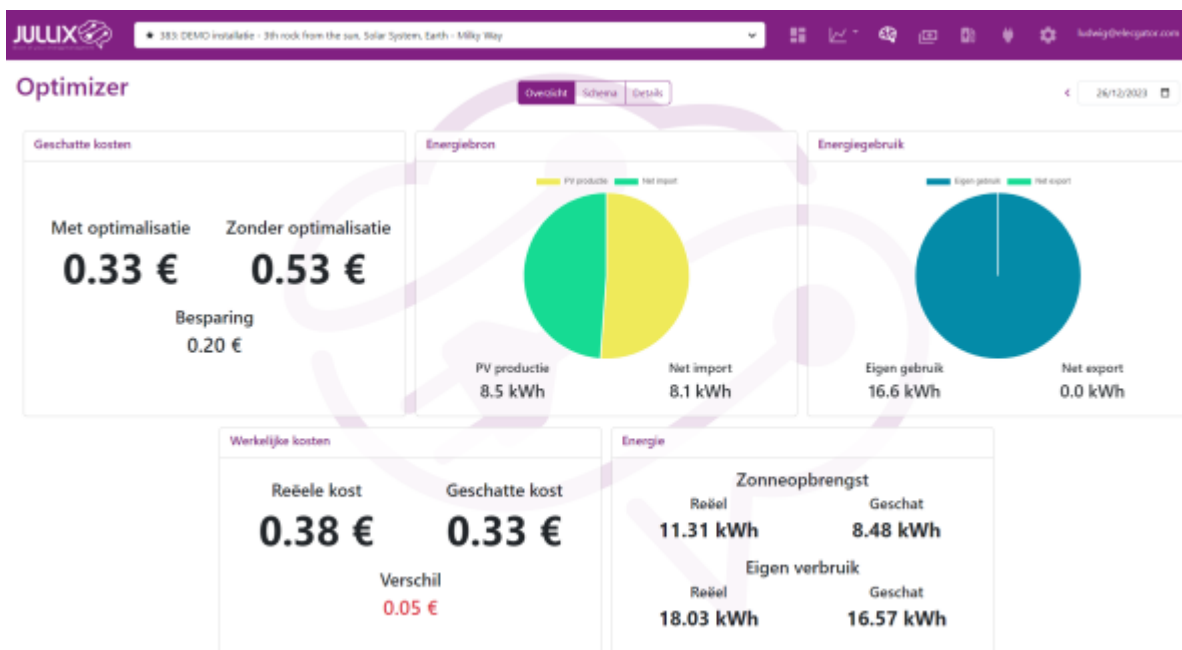 JULLIX
★ 383: DEMO installatie - 3th rock from the sun, Solar System, Earth - Milky Way
ludwig@elecgator.com
Optimizer
Overzicht Schema Details
26/12/2023
Geschatte kosten
Met optimalisatie Zonder optimalisatie
0.33 € 0.53 €
Besparing
0.20 €
Energiebron
PV productie Net import
PV productie Net import
8.5 kWh 8.1 kWh
Energiegebruik
Eigen gebruik Net export
Eigen gebruik Net export
16.6 kWh 0.0 kWh
Werkelijke kosten
Reëele kost Geschatte kost
0.38 € 0.33 €
Verschil
0.05 €
Energie
Zonneopbrengst
Reëel Geschat
11.31 kWh 8.48 kWh
Eigen verbruik
Reëel Geschat
18.03 kWh 16.57 kWh